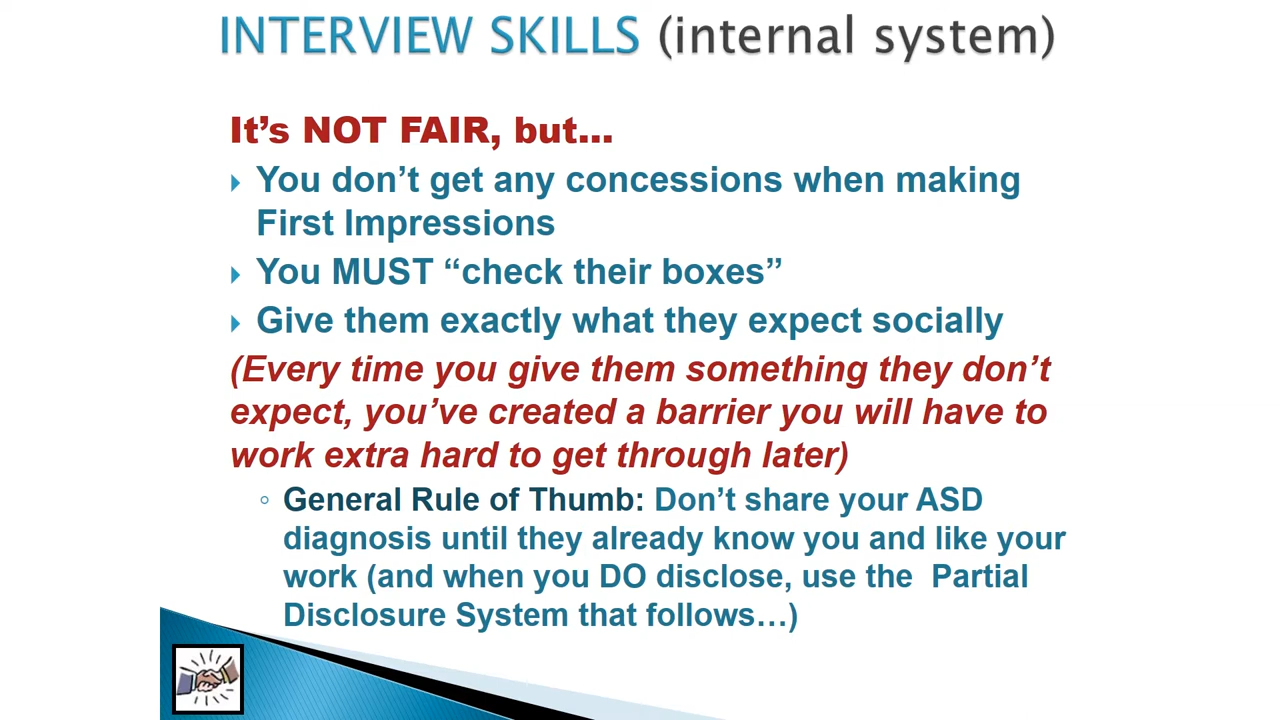 INTERVIEW SKILLS (internal system)
It’s NOT FAIR, but…
You don’t get any concessions when making
First Impressions
You MUST “check their boxes”
Give them exactly what they expect socially
(Every time you give them something they don’t
expect, you’ve created a barrier you will have to
work extra hard to get through later)
General Rule of Thumb: Don’t share your ASD
diagnosis until they already know you and like your
work (and when you DO disclose, use the Partial
Disclosure System that follows…)